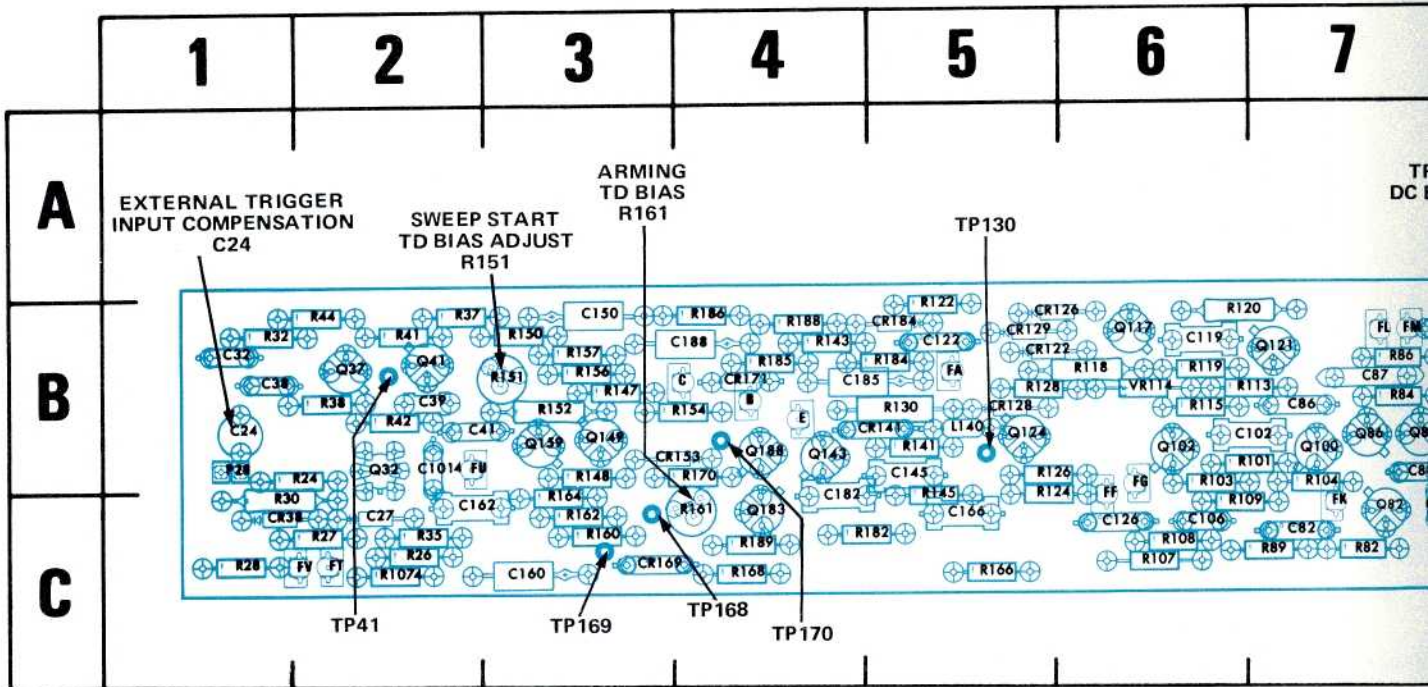 1 2 3 4 5 6 7
A
EXTERNAL TRIGGER
INPUT COMPENSATION
C24
SWEEP START
TD BIAS ADJUST
R151
ARMING
TD BIAS
R161
TP130
DC
B
R44 R37 C150 R186 R122 CR126 R120
R32 R41 R150 R188 CR184 CR129 Q117 C119 FL FM
C32 R157 C188 R143 C122 CR122 Q121 R86
Q37 Q41 R151 R156 R185 R184 FA R118 R119 C87
C38 R147 C CR171 C185 R128 VR114 R113 R84
R38 C39 R152 R154 B R130 CR128 R115 C86
C24 R42 C41 Q159 Q149 E CR141 L140 Q124 Q102 C102 Q100 Q86
R141
CR153 Q188 Q143
Q32 C1014 FU R148 R170 C145 R126 R101
R24 R103 R104
R30 C162 R164 R161 C182 R145 R124 FF FG R109 FK
CR38 C27 R162 Q183 C166 C126 C106 C82 Q82
R27 R35 R160 R189 R182 R108
R28 FV FT R26 C160 CR169 R168 R166 R107 R89 R82
R1074
C
TP41 TP169 TP168 TP170